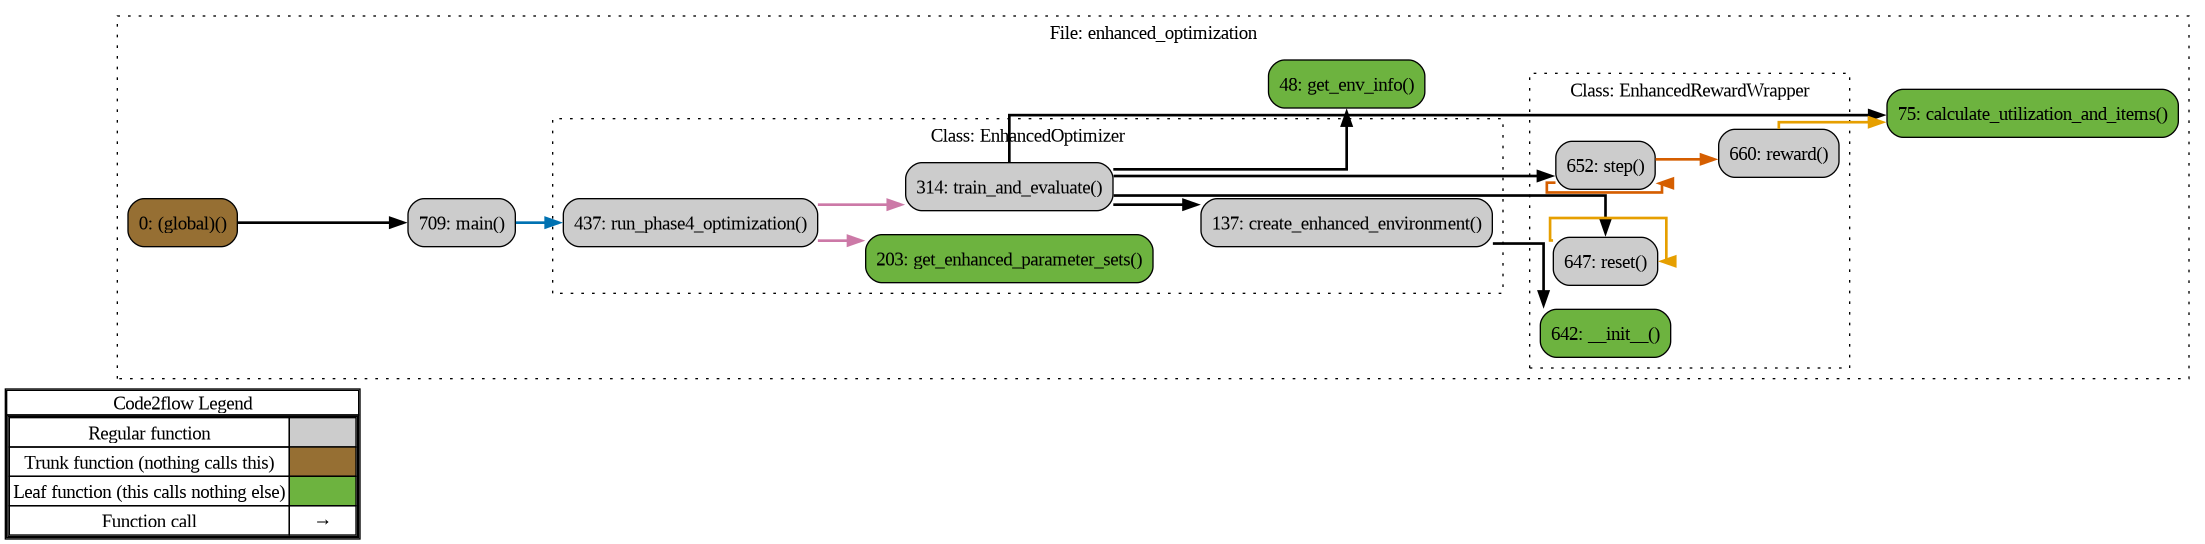 File: enhanced_optimization
48: get_env_info()
Class: EnhancedRewardWrapper
75: calculate_utilization_and_items()
Class: EnhancedOptimizer
652: step()
660: reward()
314: train_and_evaluate()
0: (global)()
709: main()
437: run_phase4_optimization()
137: create_enhanced_environment()
203: get_enhanced_parameter_sets()
647: reset()
642: __init__()
Code2flow Legend
Regular function
Trunk function (nothing calls this)
Leaf function (this calls nothing else)
Function call →